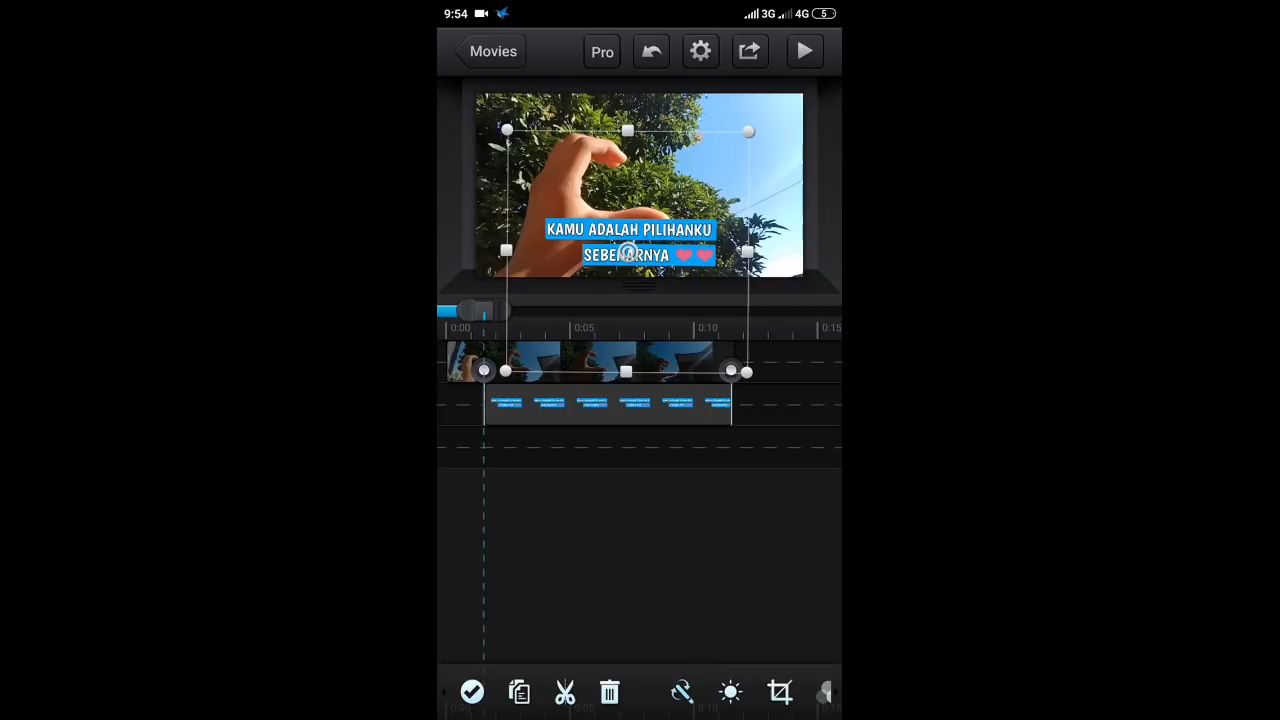 9:54
3G
4G
5
Movies
Pro
KAMU ADALAH PILIHANKU
SEBENARNYA ❤❤
0:00
0:05
0:10
0:15